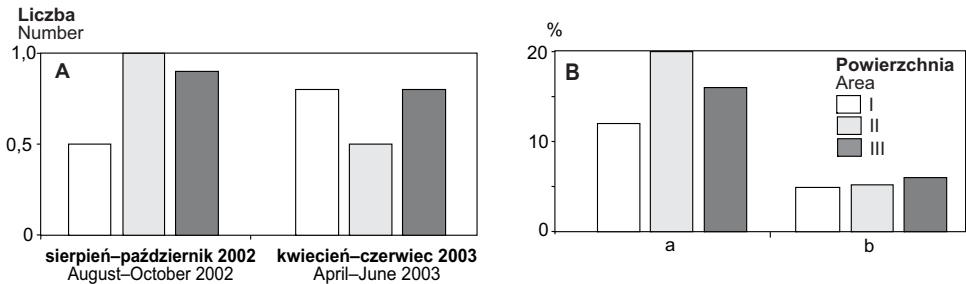 Liczba
Number
1,0
A
0,5
0
sierpień–październik 2002
August–October 2002
kwiecień–czerwiec 2003
April–June 2003
%
20
B
Powierzchnia
Area
I
II
III
10
0
a
b